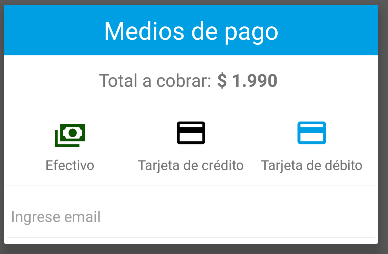 Medios de pago
Total a cobrar: $ 1.990
Efectivo Tarjeta de crédito Tarjeta de débito
Ingrese email